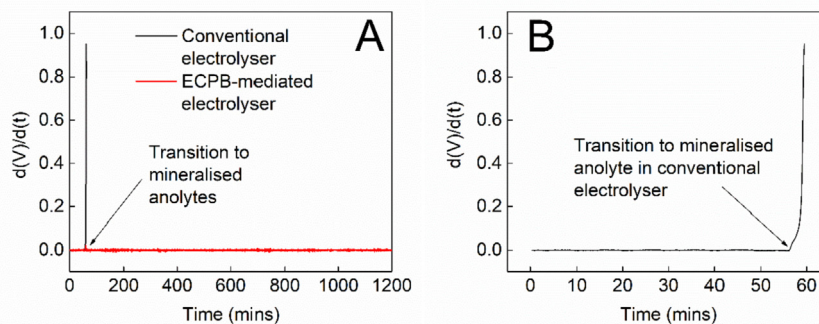 A
Conventional
electrolyser
ECPB-mediated
electrolyser
Transition to
mineralised
anolytes
d(V)/d(t)
1.0
0.8
0.6
0.4
0.2
0.0
0 200 400 600 800 1000 1200
Time (mins)
B
Transition to mineralised
anolyte in conventional
electrolyser
d(V)/d(t)
1.0
0.8
0.6
0.4
0.2
0.0
0 10 20 30 40 50 60
Time (mins)